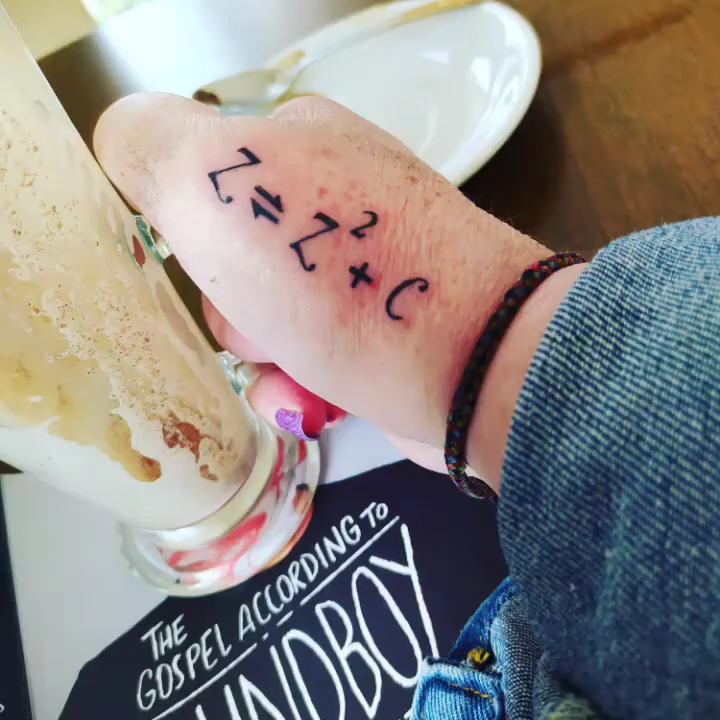 Z ⇌ Z² + C
THE
GOSPEL ACCORDING TO